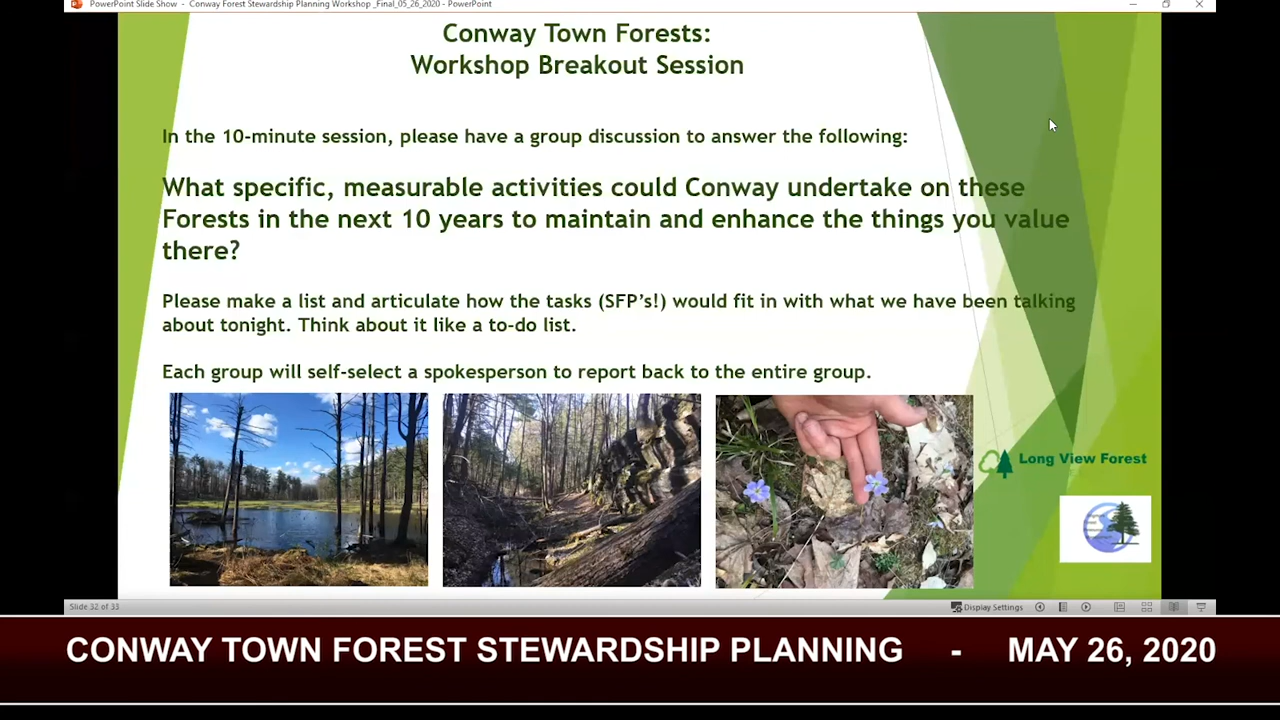 PowerPoint Slide Show - Conway Forest Stewardship Planning Workshop _Final_05_26_2020 - PowerPoint
Conway Town Forests:
Workshop Breakout Session
In the 10-minute session, please have a group discussion to answer the following:
What specific, measurable activities could Conway undertake on these
Forests in the next 10 years to maintain and enhance the things you value
there?
Please make a list and articulate how the tasks (SFP's!) would fit in with what we have been talking
about tonight. Think about it like a to-do list.
Each group will self-select a spokesperson to report back to the entire group.
Long View Forest
Slide 32 of 33
Display Settings
CONWAY TOWN FOREST STEWARDSHIP PLANNING - MAY 26, 2020